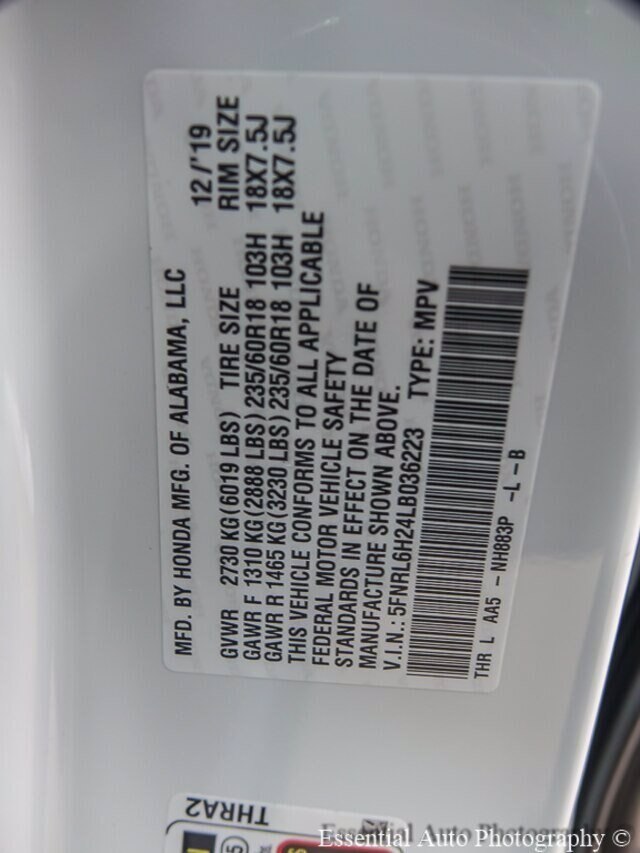 MFD. BY HONDA MFG. OF ALABAMA, LLC 12/'19
GVWR 2730 KG (6019 LBS) TIRE SIZE RIM SIZE
GAWR F 1310 KG (2888 LBS) 235/60R18 103H 18X7.5J
GAWR R 1465 KG (3230 LBS) 235/60R18 103H 18X7.5J
THIS VEHICLE CONFORMS TO ALL APPLICABLE
FEDERAL MOTOR VEHICLE SAFETY
STANDARDS IN EFFECT ON THE DATE OF
MANUFACTURE SHOWN ABOVE.
V.I.N.: 5FNRL6H24LB036223 TYPE: MPV
THR L AA5 - NH883P -L-B
THRA2
Essential Auto Photography ©